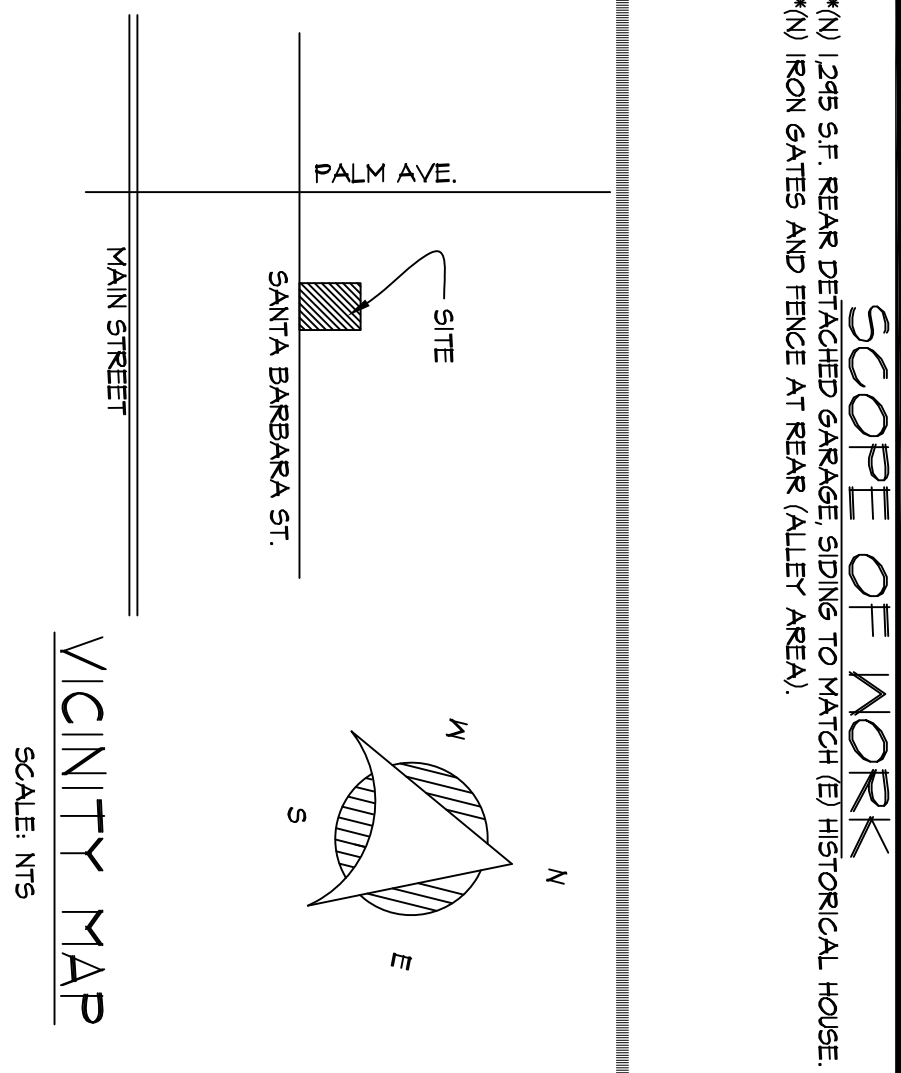 SCOPE OF WORK
*(N) 1,295 S.F. REAR DETACHED GARAGE, SIDING TO MATCH (E) HISTORICAL HOUSE.
*(N) IRON GATES AND FENCE AT REAR (ALLEY AREA).
PALM AVE.
SITE
SANTA BARBARA ST.
MAIN STREET
N
W
E
S
VICINITY MAP
SCALE: NTS